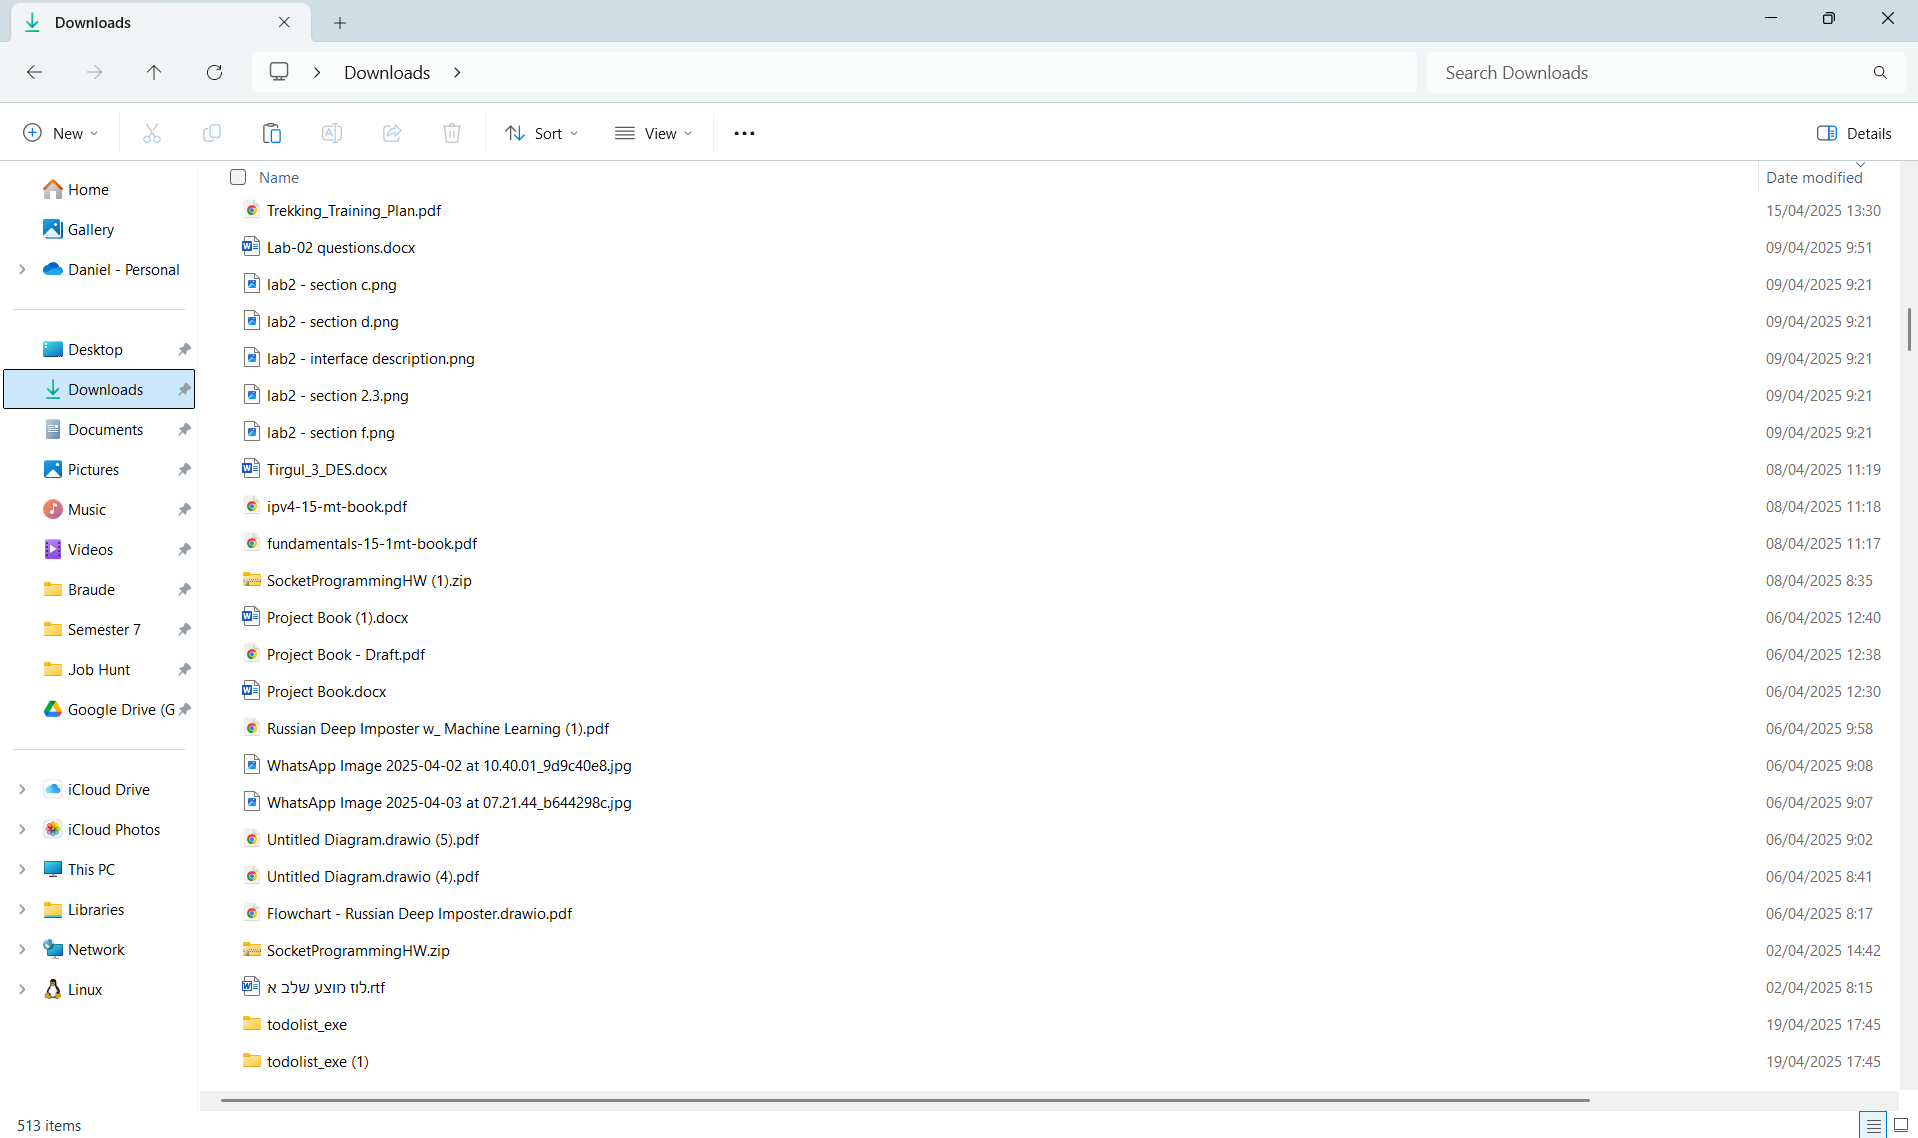 Downloads
Downloads
Search Downloads
New
Sort
View
Details
Home
Gallery
Daniel - Personal
Desktop
Downloads
Documents
Pictures
Music
Videos
Braude
Semester 7
Job Hunt
Google Drive (G
iCloud Drive
iCloud Photos
This PC
Libraries
Network
Linux
Name Date modified
Trekking_Training_Plan.pdf 15/04/2025 13:30
Lab-02 questions.docx 09/04/2025 9:51
lab2 - section c.png 09/04/2025 9:21
lab2 - section d.png 09/04/2025 9:21
lab2 - interface description.png 09/04/2025 9:21
lab2 - section 2.3.png 09/04/2025 9:21
lab2 - section f.png 09/04/2025 9:21
Tirgul_3_DES.docx 08/04/2025 11:19
ipv4-15-mt-book.pdf 08/04/2025 11:18
fundamentals-15-1mt-book.pdf 08/04/2025 11:17
SocketProgrammingHW (1).zip 08/04/2025 8:35
Project Book (1).docx 06/04/2025 12:40
Project Book - Draft.pdf 06/04/2025 12:38
Project Book.docx 06/04/2025 12:30
Russian Deep Imposter w_ Machine Learning (1).pdf 06/04/2025 9:58
WhatsApp Image 2025-04-02 at 10.40.01_9d9c40e8.jpg 06/04/2025 9:08
WhatsApp Image 2025-04-03 at 07.21.44_b644298c.jpg 06/04/2025 9:07
Untitled Diagram.drawio (5).pdf 06/04/2025 9:02
Untitled Diagram.drawio (4).pdf 06/04/2025 8:41
Flowchart - Russian Deep Imposter.drawio.pdf 06/04/2025 8:17
SocketProgrammingHW.zip 02/04/2025 14:42
לוז מוצע שלב א.rtf 02/04/2025 8:15
todolist_exe 19/04/2025 17:45
todolist_exe (1) 19/04/2025 17:45
513 items